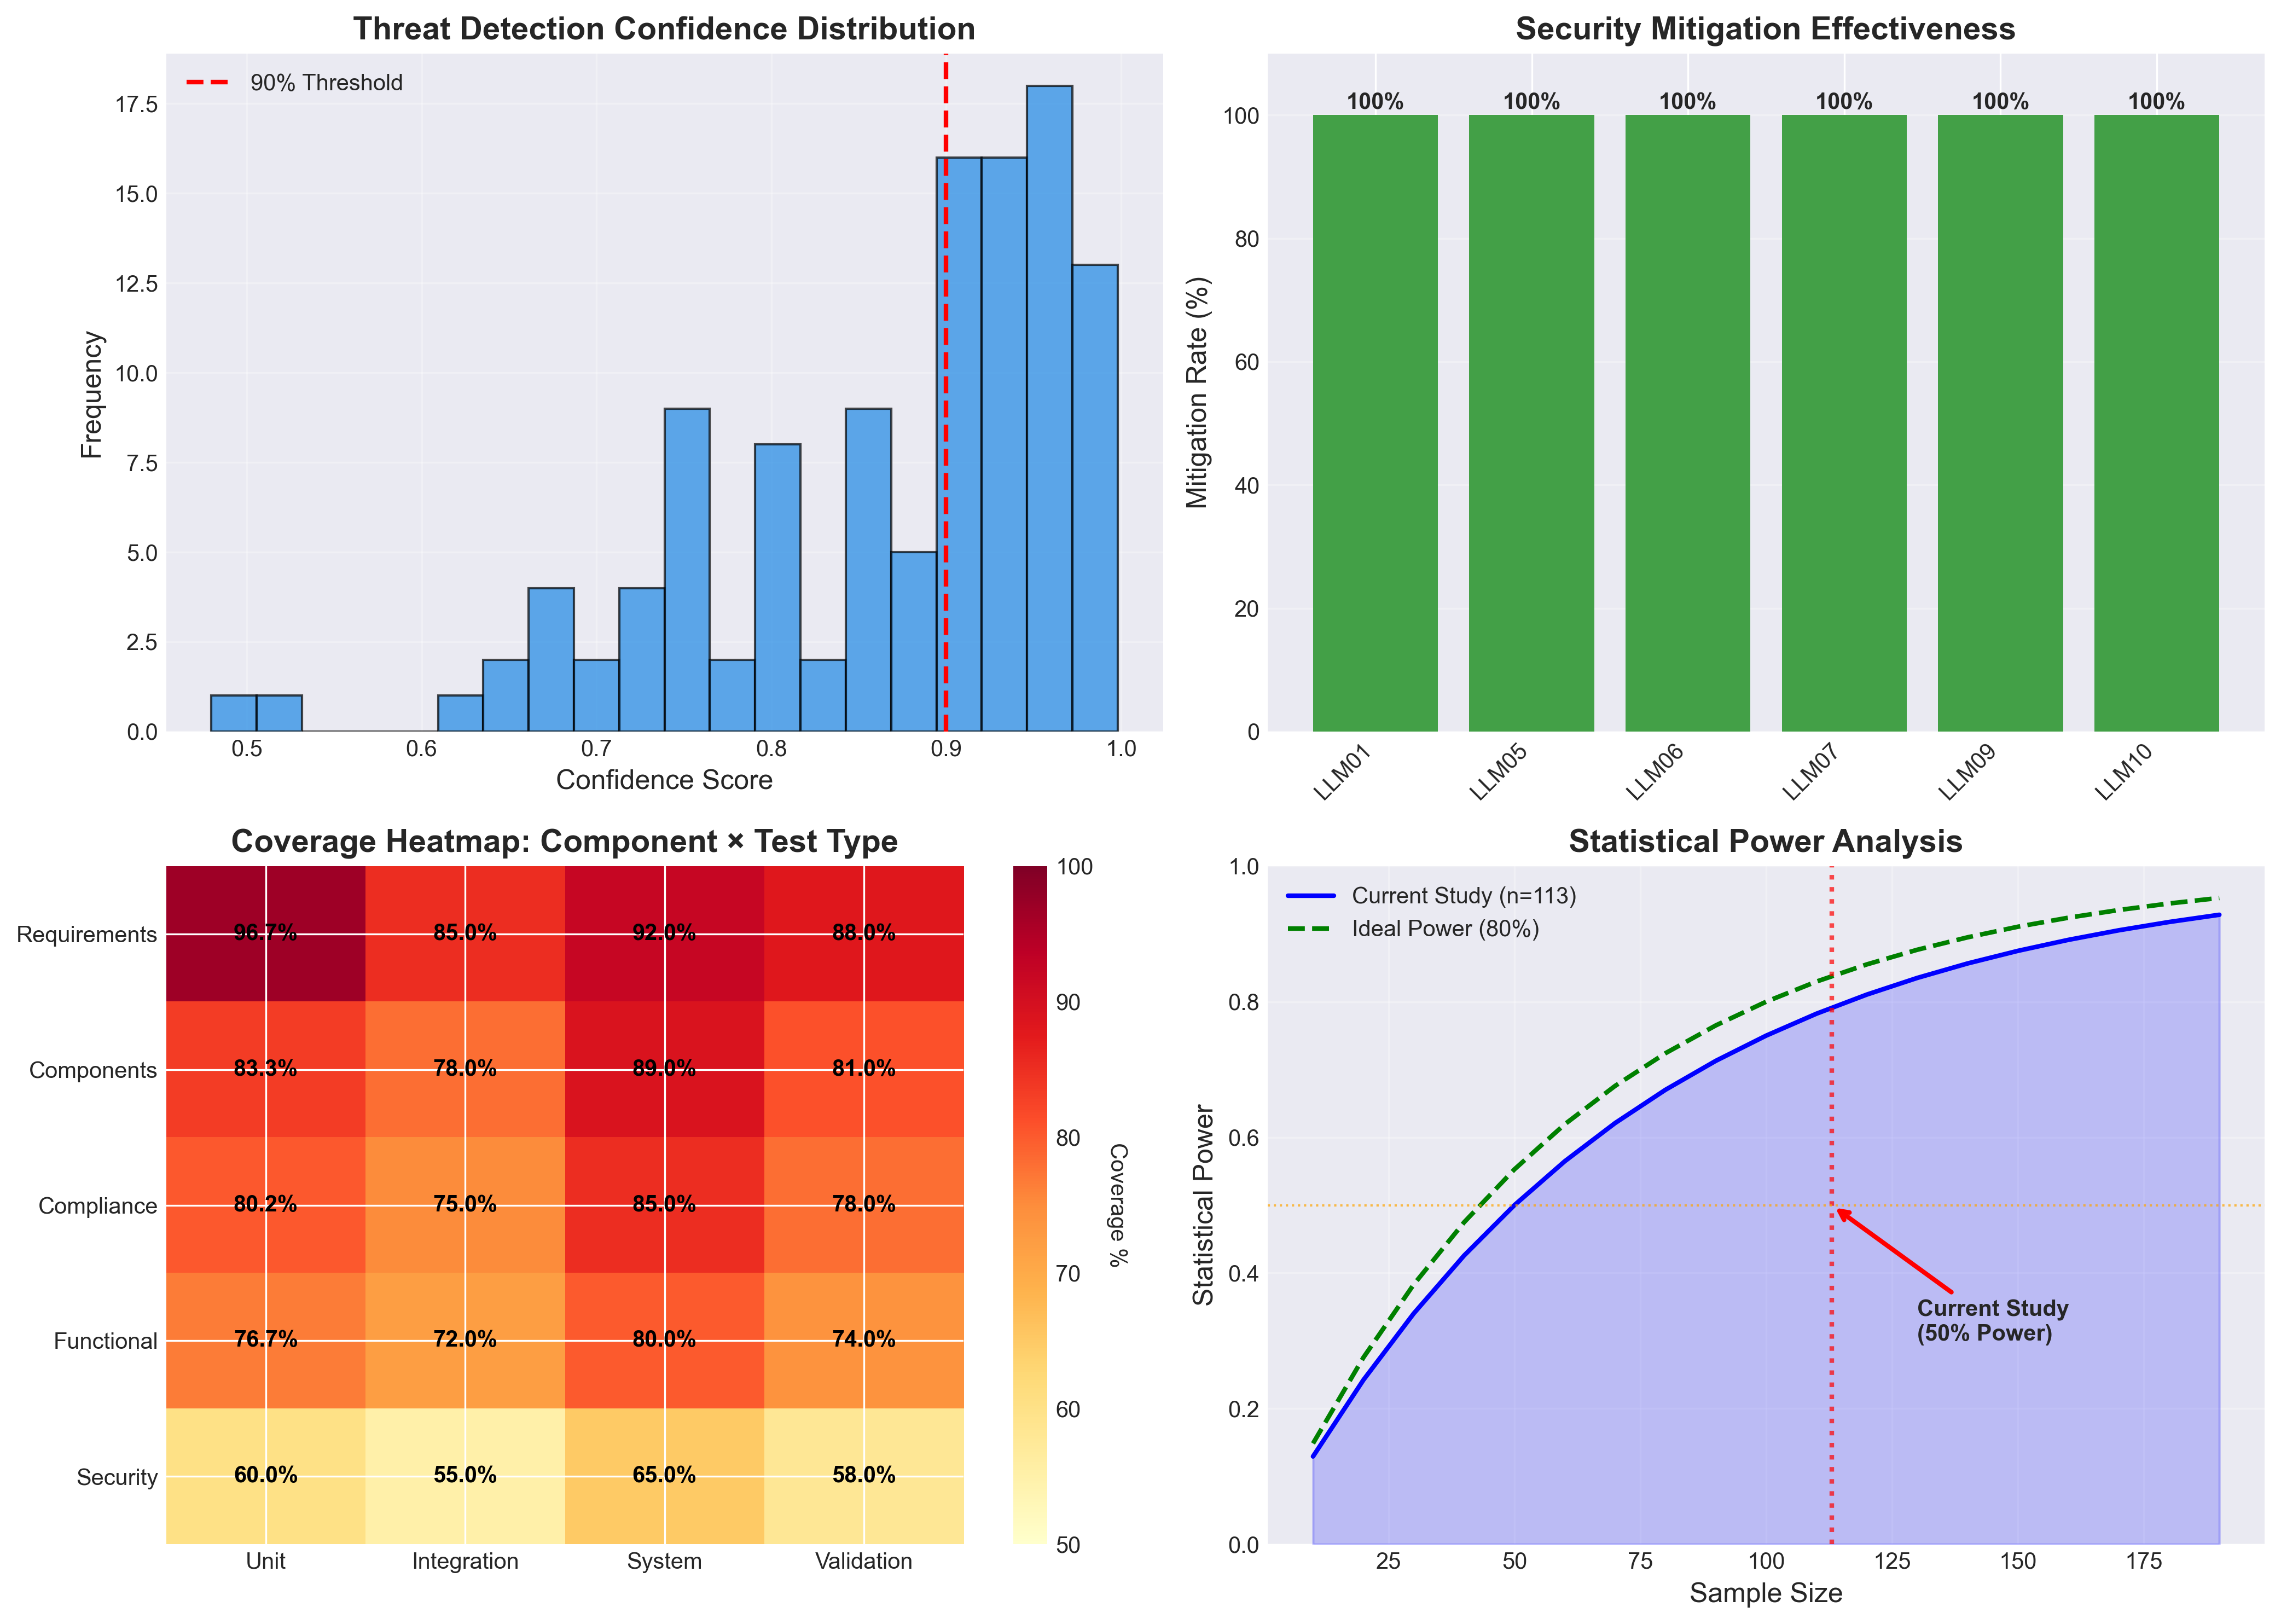 Threat Detection Confidence Distribution
90% Threshold
17.5
15.0
12.5
10.0
7.5
5.0
2.5
0.0
Frequency
0.5 0.6 0.7 0.8 0.9 1.0
Confidence Score
Security Mitigation Effectiveness
100% 100% 100% 100% 100% 100%
100
80
60
40
20
0
Mitigation Rate (%)
LLM01 LLM05 LLM06 LLM07 LLM09 LLM10
Coverage Heatmap: Component × Test Type
Requirements 96.7% 85.0% 92.0% 88.0%
Components 83.3% 78.0% 89.0% 81.0%
Compliance 80.2% 75.0% 85.0% 78.0%
Functional 76.7% 72.0% 80.0% 74.0%
Security 60.0% 55.0% 65.0% 58.0%
Unit Integration System Validation
100
90
80
70
60
50
Coverage %
Statistical Power Analysis
Current Study (n=113)
Ideal Power (80%)
1.0
0.8
0.6
0.4
0.2
0.0
Statistical Power
Current Study
(50% Power)
25 50 75 100 125 150 175
Sample Size